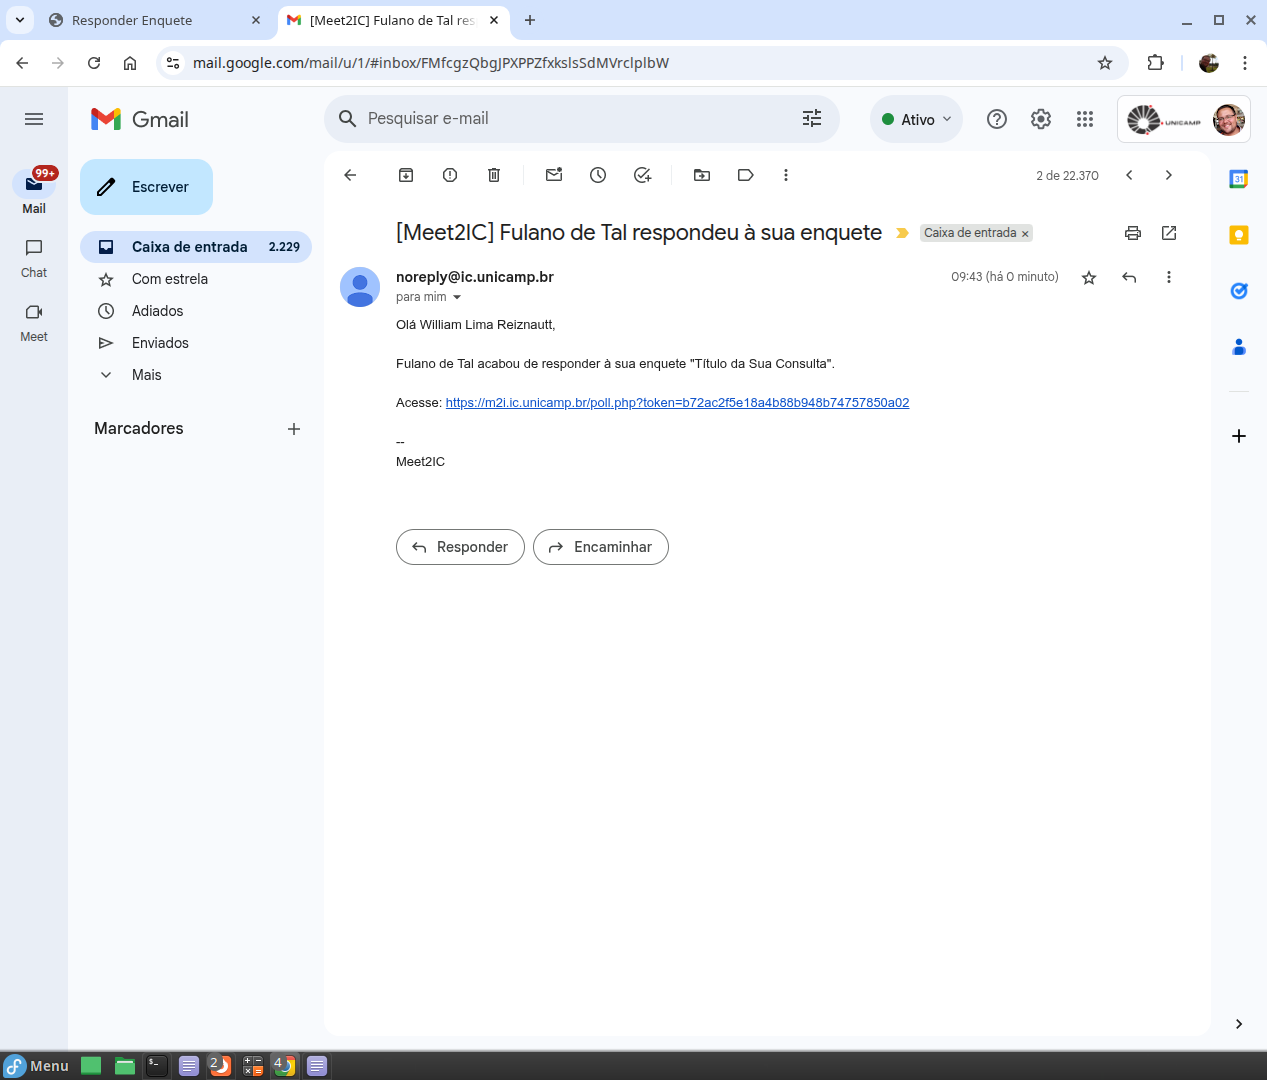 Responder Enquete
[Meet2IC] Fulano de Tal res
mail.google.com/mail/u/1/#inbox/FMfcgzQbgJPXPPZfxkslsSdMVrclplbW
Gmail
Pesquisar e-mail
Ativo
UNICAMP
99+
Mail
Chat
Meet
Escrever
Caixa de entrada 2.229
Com estrela
Adiados
Enviados
Mais
Marcadores
2 de 22.370
[Meet2IC] Fulano de Tal respondeu à sua enquete
Caixa de entrada x
noreply@ic.unicamp.br
09:43 (há 0 minuto)
para mim
Olá William Lima Reiznautt,
Fulano de Tal acabou de responder à sua enquete "Título da Sua Consulta".
Acesse: https://m2i.ic.unicamp.br/poll.php?token=b72ac2f5e18a4b88b948b74757850a02
--
Meet2IC
Responder
Encaminhar
31
Menu
2
4